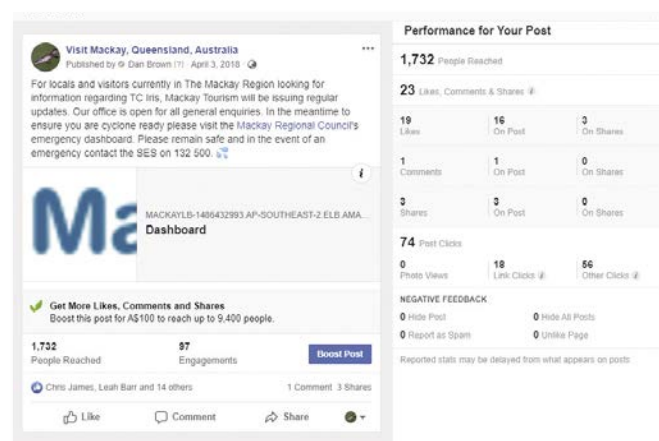 Visit Mackay, Queensland, Australia
Published by Dan Brown [?] · April 3, 2018 ·
For locals and visitors currently in The Mackay Region looking for
information regarding TC Iris, Mackay Tourism will be issuing regular
updates. Our office is open for all general enquiries. In the meantime to
ensure you are cyclone ready please visit the Mackay Regional Council's
emergency dashboard. Please remain safe and in the event of an
emergency contact the SES on 132 500.
Ma
MACKAYLB-1486432993.AP-SOUTHEAST-2.ELB.AMA...
Dashboard
Get More Likes, Comments and Shares
Boost this post for A$100 to reach up to 9,400 people.
1,732 97
People Reached Engagements Boost Post
Chris James, Leah Barr and 14 others 1 Comment 3 Shares
Like Comment Share
Performance for Your Post
1,732 People Reached
23 Likes, Comments & Shares
19 16 3
Likes On Post On Shares
1 1 0
Comments On Post On Shares
3 3 0
Shares On Post On Shares
74 Post Clicks
0 18 56
Photo Views Link Clicks Other Clicks
NEGATIVE FEEDBACK
0 Hide Post 0 Hide All Posts
0 Report as Spam 0 Unlike Page
Reported stats may be delayed from what appears on posts